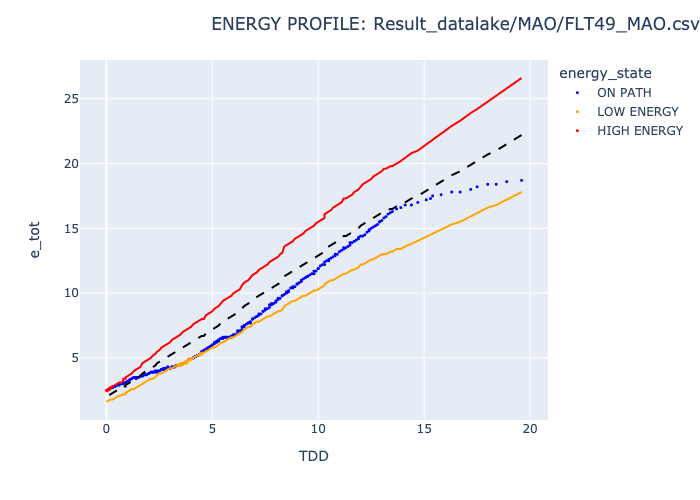 ENERGY PROFILE: Result_datalake/MAO/FLT49_MAO.csv
energy_state
ON PATH
LOW ENERGY
HIGH ENERGY
e_tot
25
20
15
10
5
0 5 10 15 20
TDD